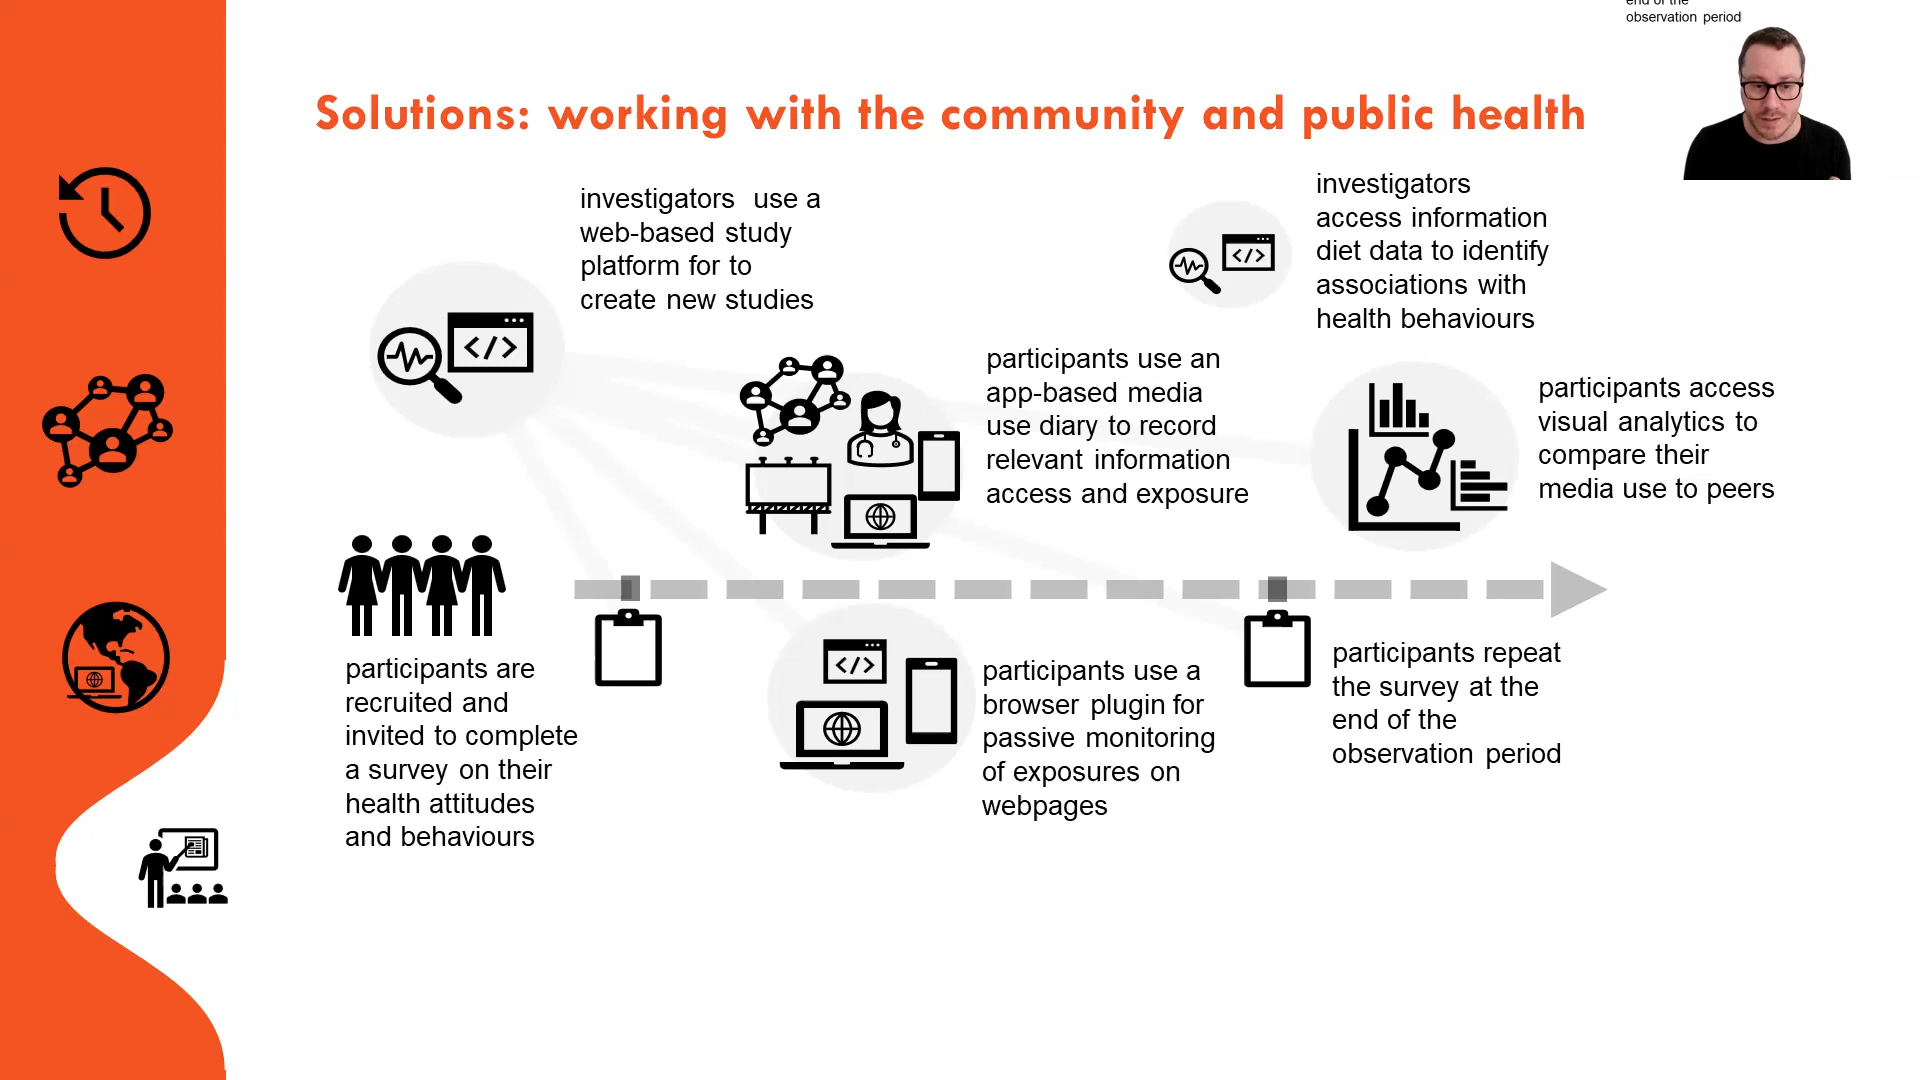 end of the
observation period
Solutions: working with the community and public health
investigators use a
web-based study
platform for to
create new studies
investigators
access information
diet data to identify
associations with
health behaviours
participants use an
app-based media
use diary to record
relevant information
access and exposure
participants access
visual analytics to
compare their
media use to peers
participants are
recruited and
invited to complete
a survey on their
health attitudes
and behaviours
participants use a
browser plugin for
passive monitoring
of exposures on
webpages
participants repeat
the survey at the
end of the
observation period